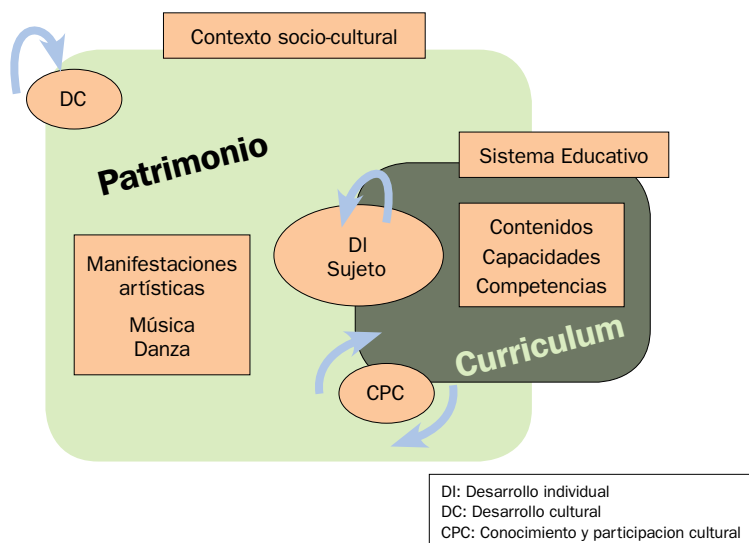 Contexto socio-cultural
DC
Patrimonio
Sistema Educativo
DI
Sujeto
Contenidos
Capacidades
Competencias
Manifestaciones
artísticas
Música
Danza
Curriculum
CPC
DI: Desarrollo individual
DC: Desarrollo cultural
CPC: Conocimiento y participacion cultural